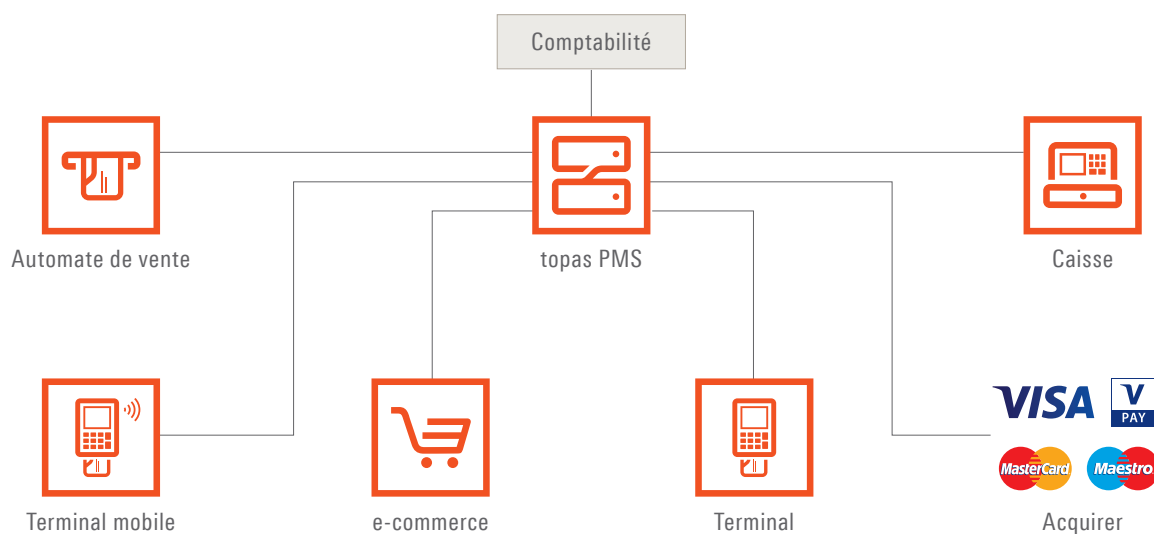 Comptabilité
Automate de vente
topas PMS
Caisse
VISA
V
PAY
MasterCard
Maestro
Terminal mobile
e-commerce
Terminal
Acquirer